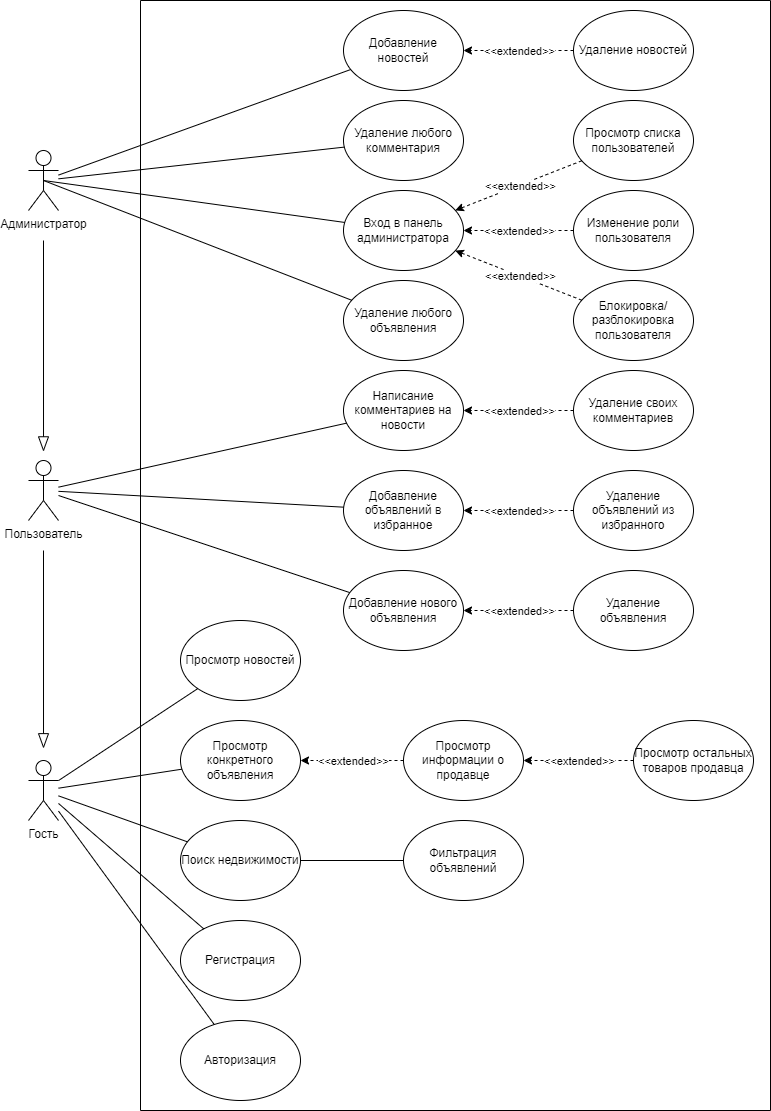 Добавление
новостей
<<extended>>
Удаление новостей
Удаление любого
комментария
Просмотр списка
пользователей
<<extended>>
Администратор
Вход в панель
администратора
<<extended>>
Изменение роли
пользователя
<<extended>>
Удаление любого
объявления
Блокировка/
разблокировка
пользователя
Написание
комментариев на
новости
<<extended>>
Удаление своих
комментариев
Пользователь
Добавление
объявлений в
избранное
<<extended>>
Удаление
объявлений из
избранного
Добавление нового
объявления
<<extended>>
Удаление
объявления
Просмотр новостей
Просмотр
конкретного
объявления
<<extended>>
Просмотр
информации о
продавце
<<extended>>
Просмотр остальных
товаров продавца
Гость
Поиск недвижимости
Фильтрация
объявлений
Регистрация
Авторизация